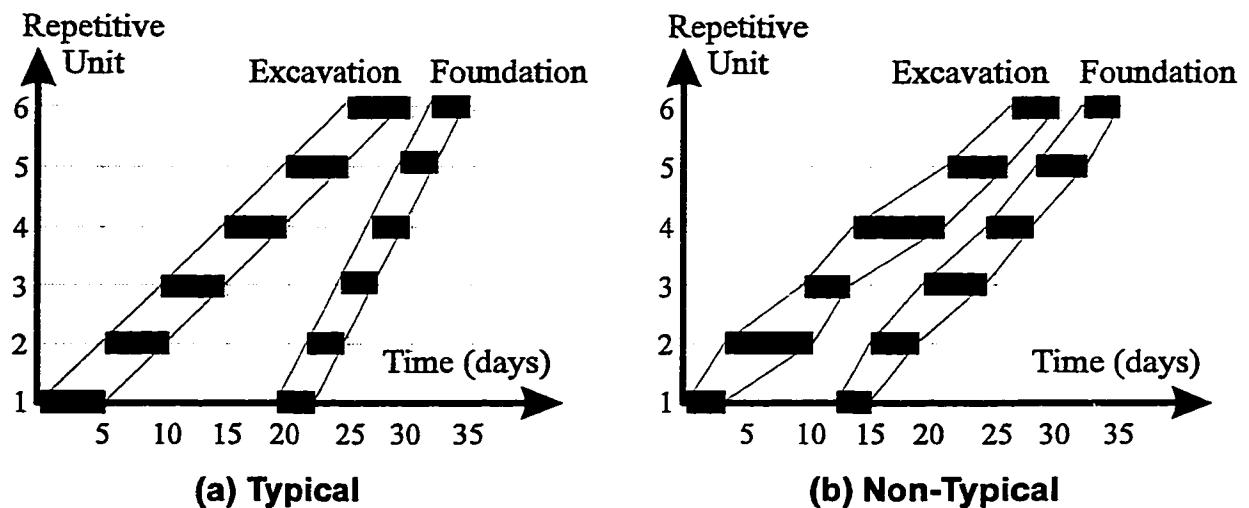 Repetitive
Unit
Excavation Foundation
6
5
4
3
2
1
Time (days)
5 10 15 20 25 30 35
(a) Typical
Repetitive
Unit
Excavation Foundation
6
5
4
3
2
1
Time (days)
5 10 15 20 25 30 35
(b) Non-Typical